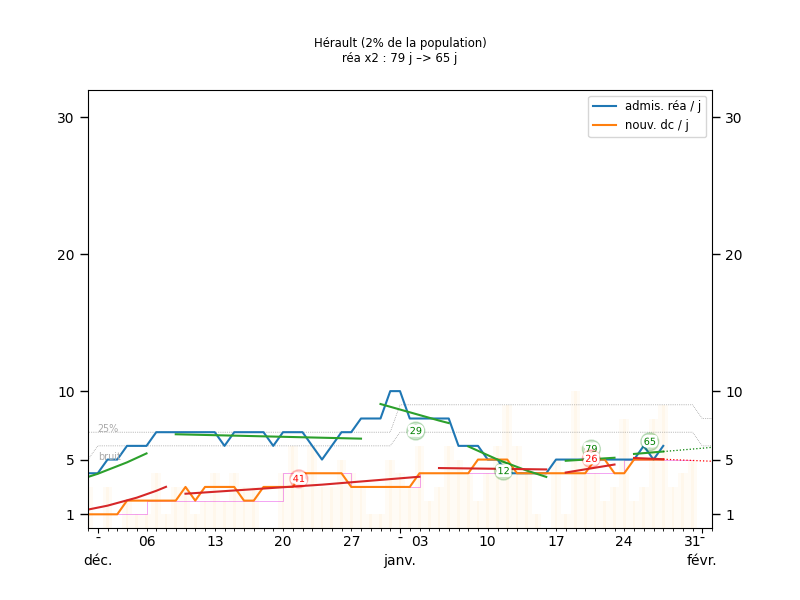 Hérault (2% de la population)
réa x2 : 79 j –> 65 j
admis. réa / j
nouv. dc / j
30 30
20 20
10 10
5 5
1 1
25%
bruit
29
41
12
79
26
65
- 06 13 20 27 - 03 10 17 24 31 -
déc. janv. févr.